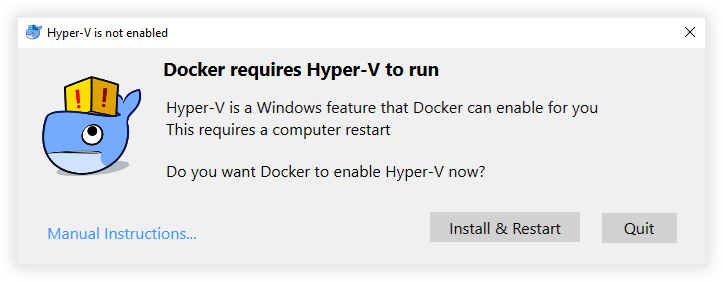 Hyper-V is not enabled
Docker requires Hyper-V to run
Hyper-V is a Windows feature that Docker can enable for you
This requires a computer restart
Do you want Docker to enable Hyper-V now?
Manual Instructions...
Install & Restart
Quit